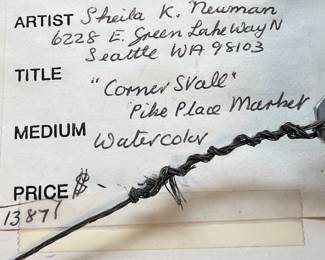 ARTIST Sheila K. Newman
6228 E. Green Lake Way N
Seattle WA 98103
TITLE "Corner Stall"
Pike Place Market
MEDIUM Watercolor
PRICE $
13871